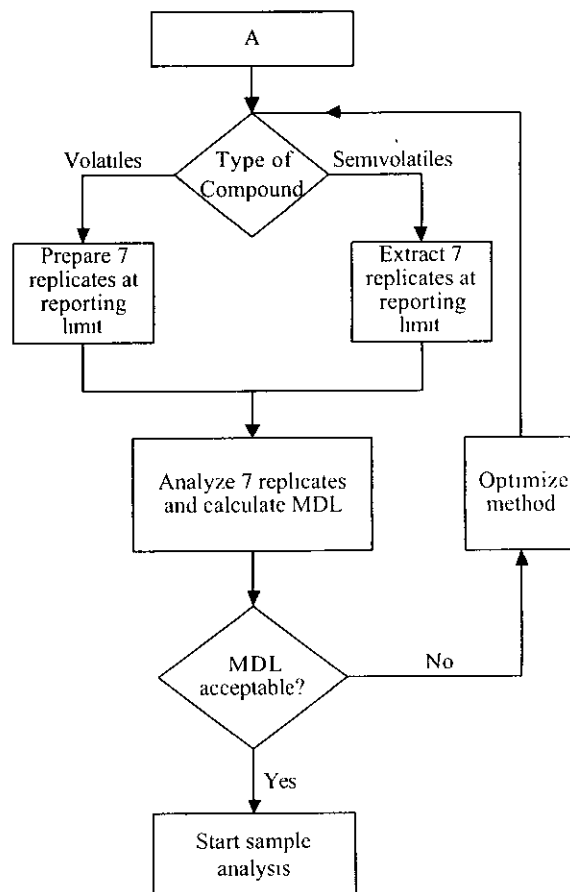 A
Type of
Compound
Volatiles
Semivolatiles
Prepare 7
replicates at
reporting
limit
Extract 7
replicates at
reporting
limit
Analyze 7 replicates
and calculate MDL
Optimize
method
MDL
acceptable?
No
Yes
Start sample
analysis